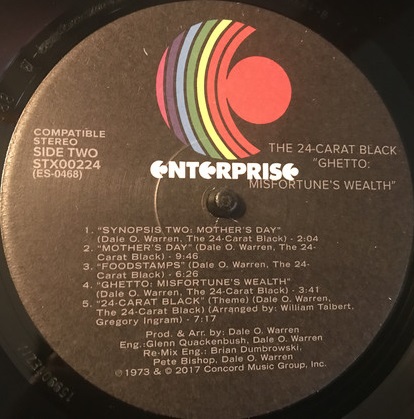 COMPATIBLE
STEREO
SIDE TWO
STX00224
(ES-0468)
THE 24-CARAT BLACK
"GHETTO:
MISFORTUNE'S WEALTH"
ENTERPRISE
1. "SYNOPSIS TWO: MOTHER'S DAY"
(Dale O. Warren, The 24-Carat Black) - 2:04
2. "MOTHER'S DAY" (Dale O. Warren, The 24-
Carat Black) - 9:46
3. "FOODSTAMPS" (Dale O. Warren, The 24-
Carat Black) - 6:26
4. "GHETTO: MISFORTUNE'S WEALTH"
(Dale O. Warren, The 24-Carat Black) - 3:41
5. "24-CARAT BLACK" (Theme) (Dale O. Warren,
The 24-Carat Black) (Arranged by: William Talbert,
Gregory Ingram) - 7:17
Prod. & Arr. by: Dale O. Warren
Eng.:Glenn Quackenbush, Dale O. Warren
Re-Mix Eng.: Brian Dumbrowski,
Pete Bishop, Dale O. Warren
℗1973 & ©2017 Concord Music Group, Inc.